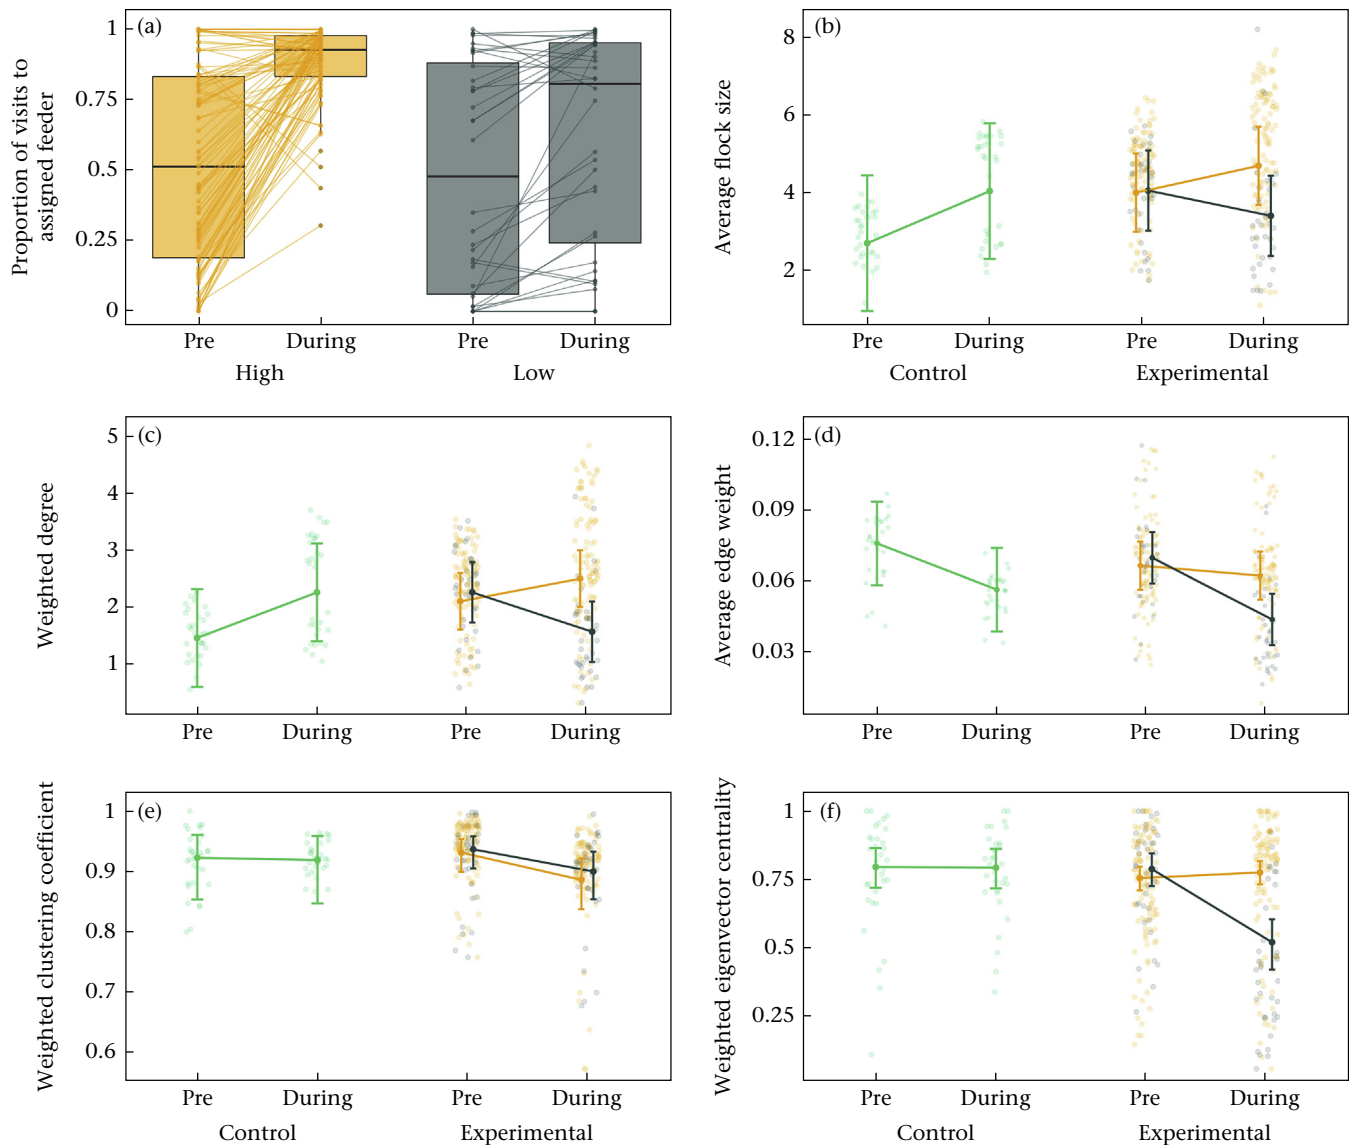 (a)
Proportion of visits to
assigned feeder
1
0.75
0.5
0.25
0
Pre
During
Pre
During
High
Low
(b)
Average flock size
8
6
4
2
Pre
During
Pre
During
Control
Experimental
(c)
Weighted degree
5
4
3
2
1
Pre
During
Pre
During
(d)
Average edge weight
0.12
0.09
0.06
0.03
Pre
During
Pre
During
(e)
Weighted clustering coefficient
1
0.9
0.8
0.7
0.6
Pre
During
Pre
During
Control
Experimental
(f)
Weighted eigenvector centrality
1
0.75
0.5
0.25
Pre
During
Pre
During
Control
Experimental